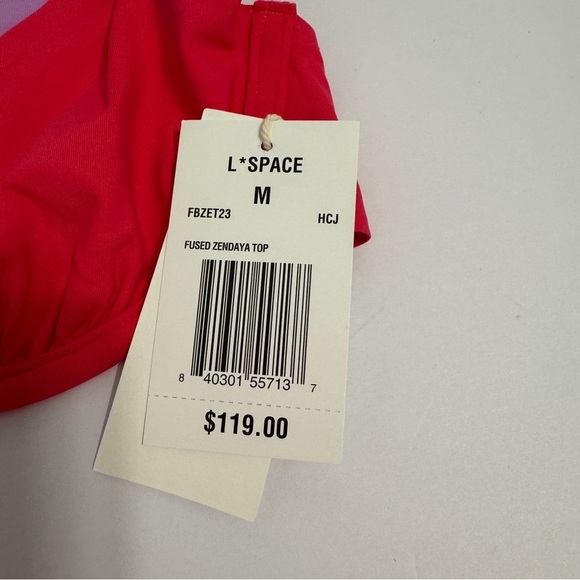 L*SPACE
M
FBZET23 HCJ
FUSED ZENDAYA TOP
8 40301 55713 7
$119.00